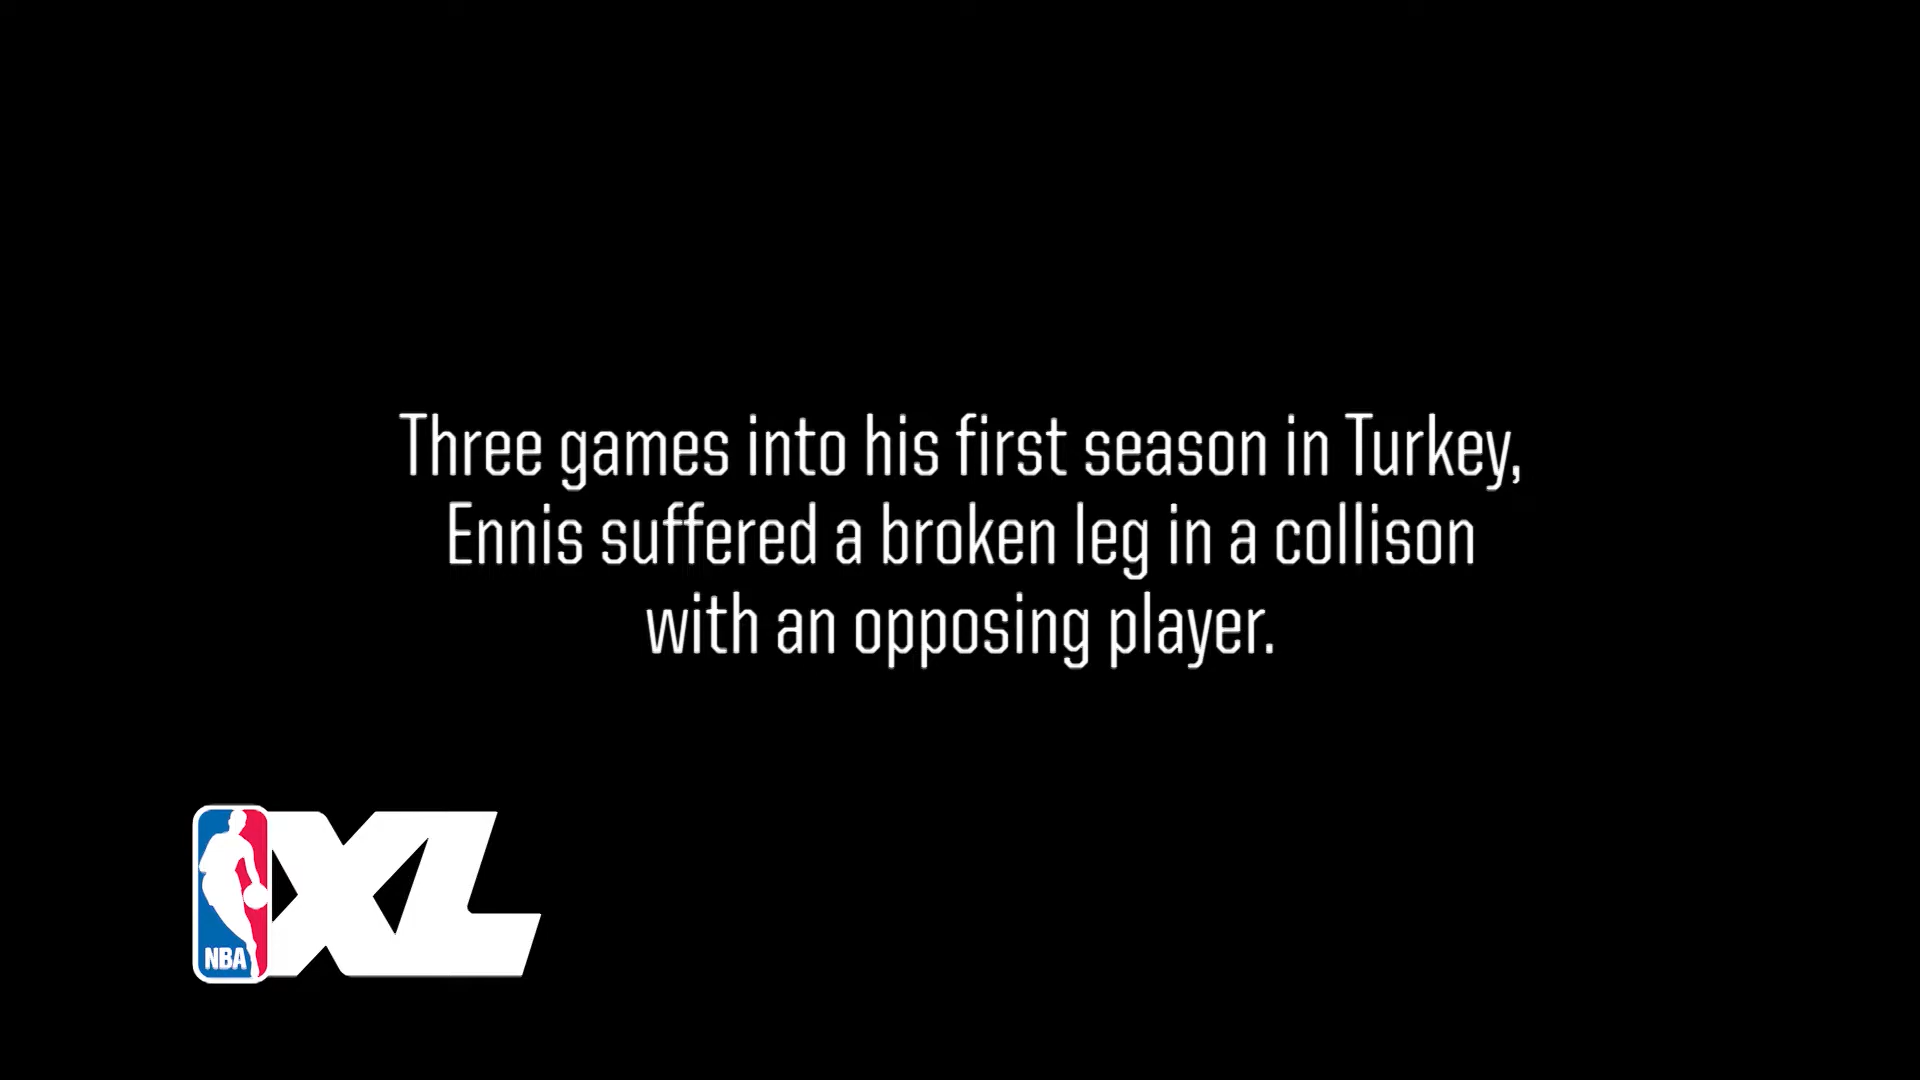 Three games into his first season in Turkey,
Ennis suffered a broken leg in a collison
with an opposing player.
NBA
XL